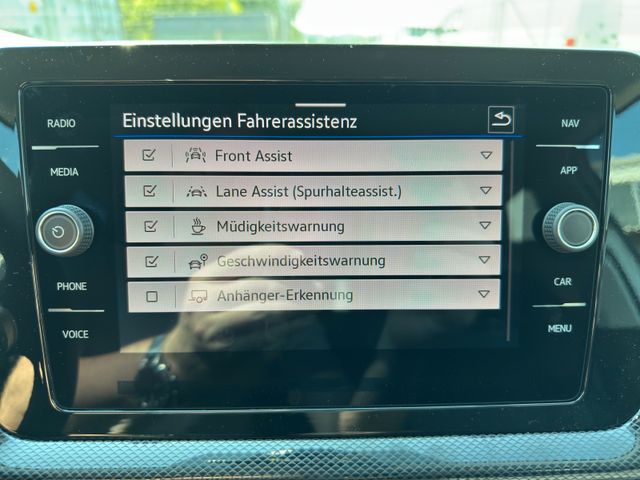 Einstellungen Fahrerassistenz
RADIO
MEDIA
PHONE
VOICE
Front Assist
Lane Assist (Spurhalteassist.)
Müdigkeitswarnung
Geschwindigkeitswarnung
Anhänger-Erkennung
NAV
APP
CAR
MENU